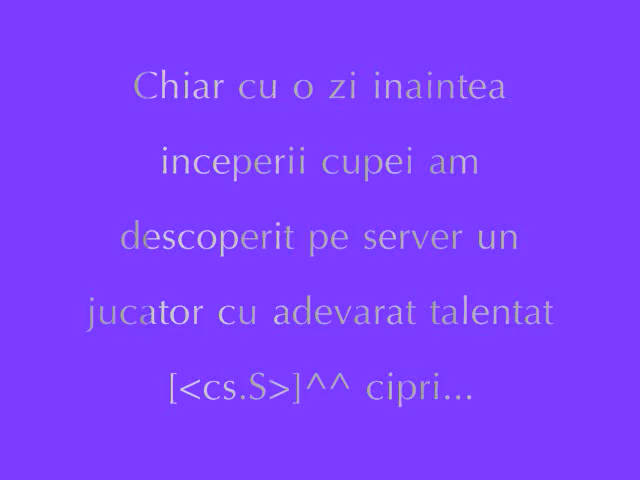 Chiar cu o zi inaintea
inceperii cupei am
descoperit pe server un
jucator cu adevarat talentat
[<cs.S>]^^ cipri...